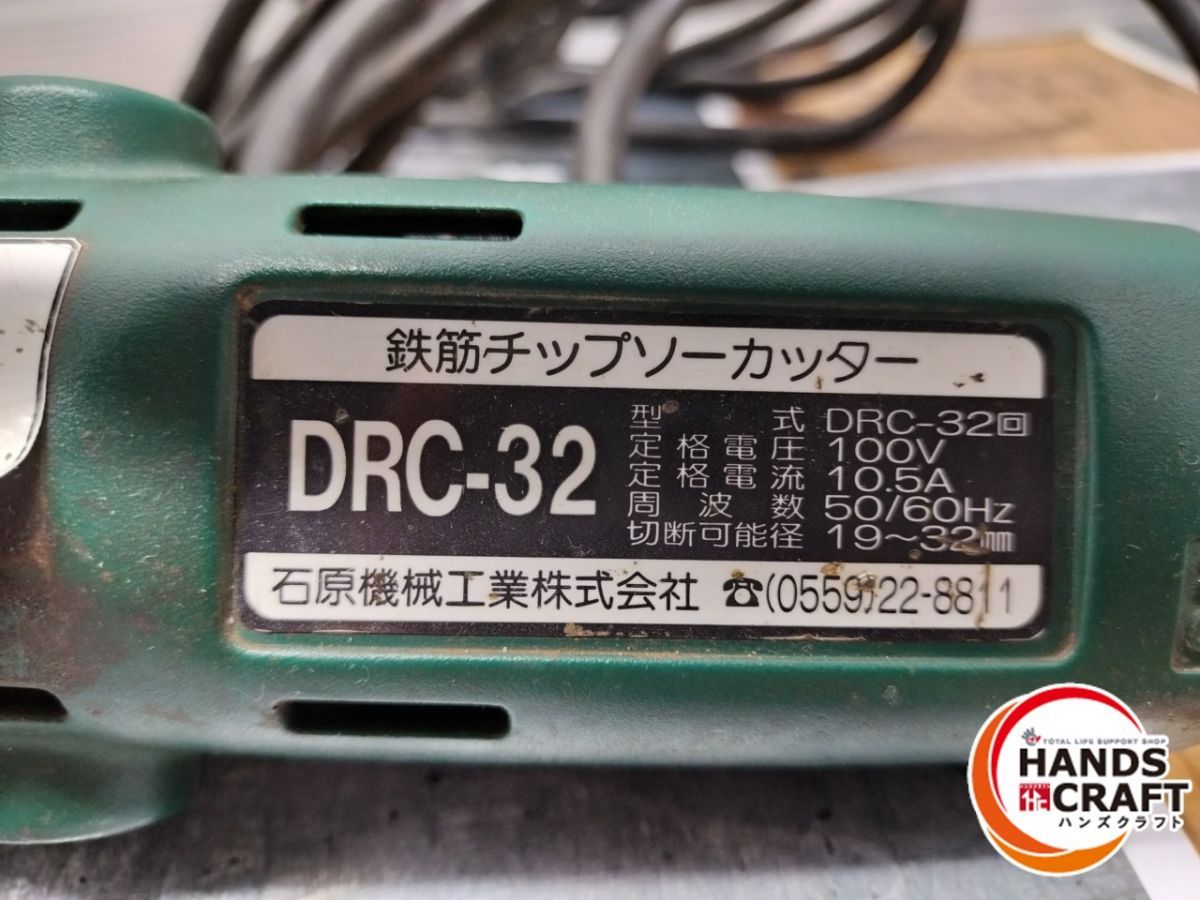 鉄筋チップソーカッター
DRC-32
型式 DRC-32回
定格電圧 100V
定格電流 10.5A
周波数 50/60Hz
切断可能径 19～32㎜
石原機械工業株式会社 ☎(0559)22-8811
TOTAL LIFE SUPPORT SHOP
HANDS
CRAFT
ハンズクラフト